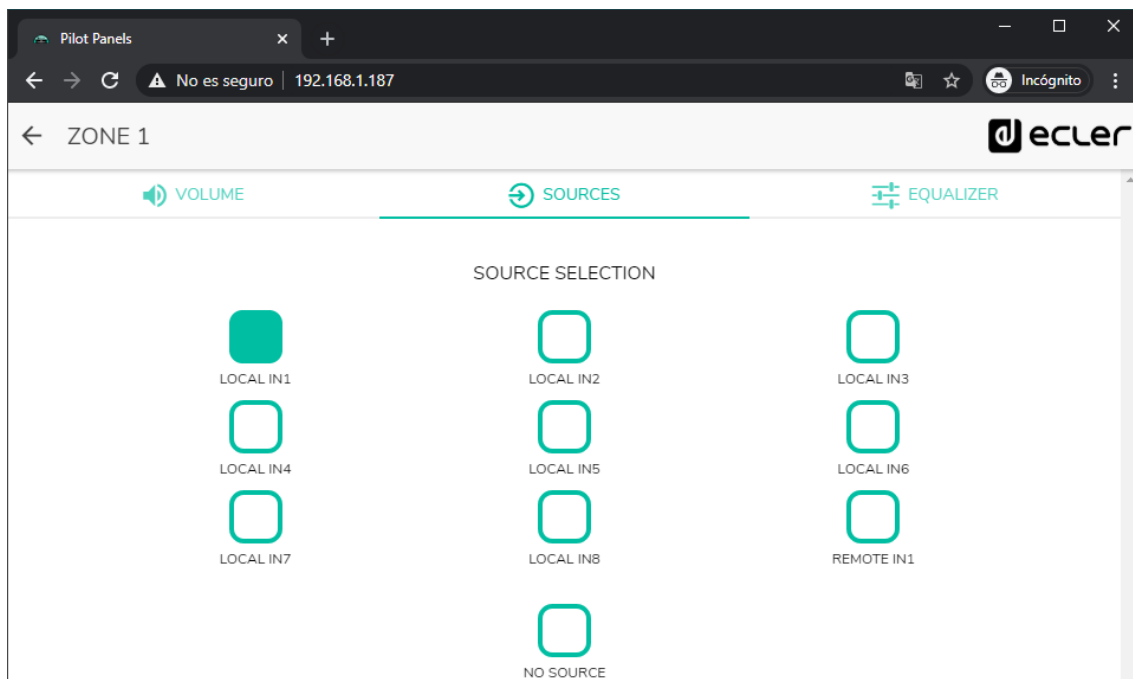 Pilot Panels
No es seguro | 192.168.1.187
Incógnito
ZONE 1
ecler
VOLUME
SOURCES
EQUALIZER
SOURCE SELECTION
LOCAL IN1
LOCAL IN2
LOCAL IN3
LOCAL IN4
LOCAL IN5
LOCAL IN6
LOCAL IN7
LOCAL IN8
REMOTE IN1
NO SOURCE